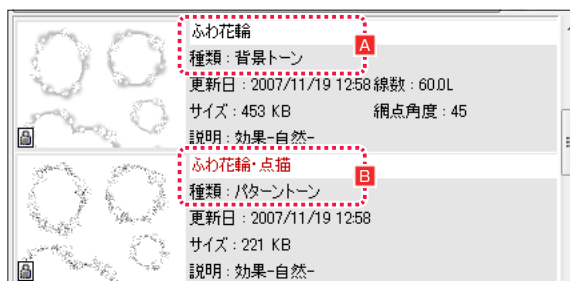 ふわ花輪
A
種類：背景トーン
更新日：2007/11/19 12:58 線数：60.0L
サイズ：453 KB 網点角度：45
説明：効果-自然-
ふわ花輪・点描
B
種類：パターントーン
更新日：2007/11/19 12:58
サイズ：221 KB
説明：効果-自然-